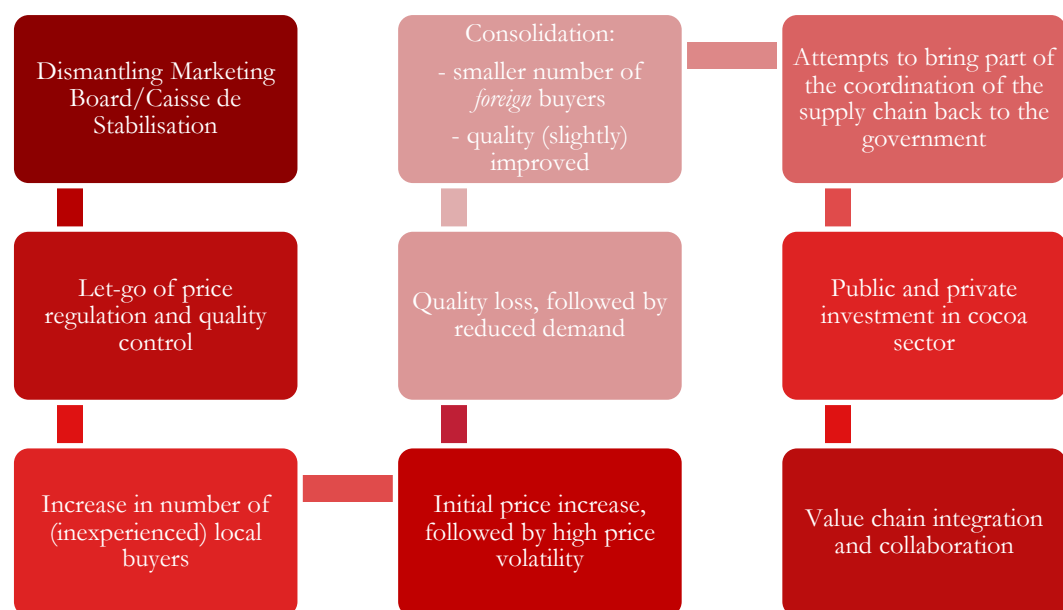 Dismantling Marketing
Board/Caisse de
Stabilisation
Let-go of price
regulation and quality
control
Increase in number of
(inexperienced) local
buyers
Initial price increase,
followed by high price
volatility
Quality loss, followed by
reduced demand
Consolidation:
- smaller number of
foreign buyers
- quality (slightly)
improved
Attempts to bring part of
the coordination of the
supply chain back to the
government
Public and private
investment in cocoa
sector
Value chain integration
and collaboration